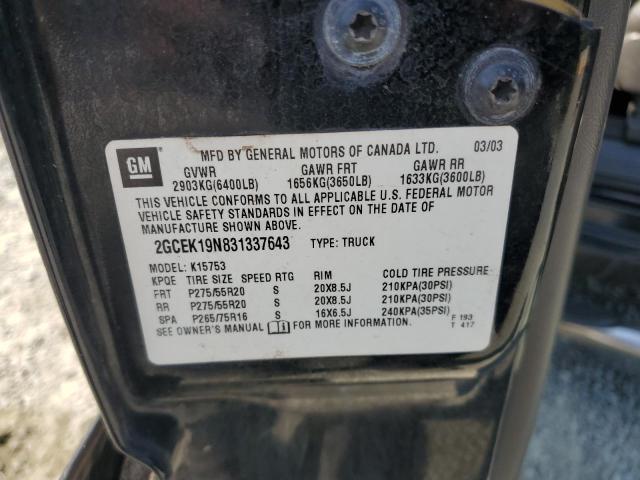 GM
MFD BY GENERAL MOTORS OF CANADA LTD. 03/03
GVWR GAWR FRT GAWR RR
2903KG(6400LB) 1656KG(3650LB) 1633KG(3600LB)
THIS VEHICLE CONFORMS TO ALL APPLICABLE U.S. FEDERAL MOTOR
VEHICLE SAFETY STANDARDS IN EFFECT ON THE DATE OF
MANUFACTURE SHOWN ABOVE.
2GCEK19N831337643 TYPE: TRUCK
MODEL: K15753
KPQE TIRE SIZE SPEED RTG RIM COLD TIRE PRESSURE
FRT P275/55R20 S 20X8.5J 210KPA(30PSI)
RR P275/55R20 S 20X8.5J 210KPA(30PSI)
SPA P265/75R16 S 16X6.5J 240KPA(35PSI)
SEE OWNER'S MANUAL FOR MORE INFORMATION.
F 193
T 417